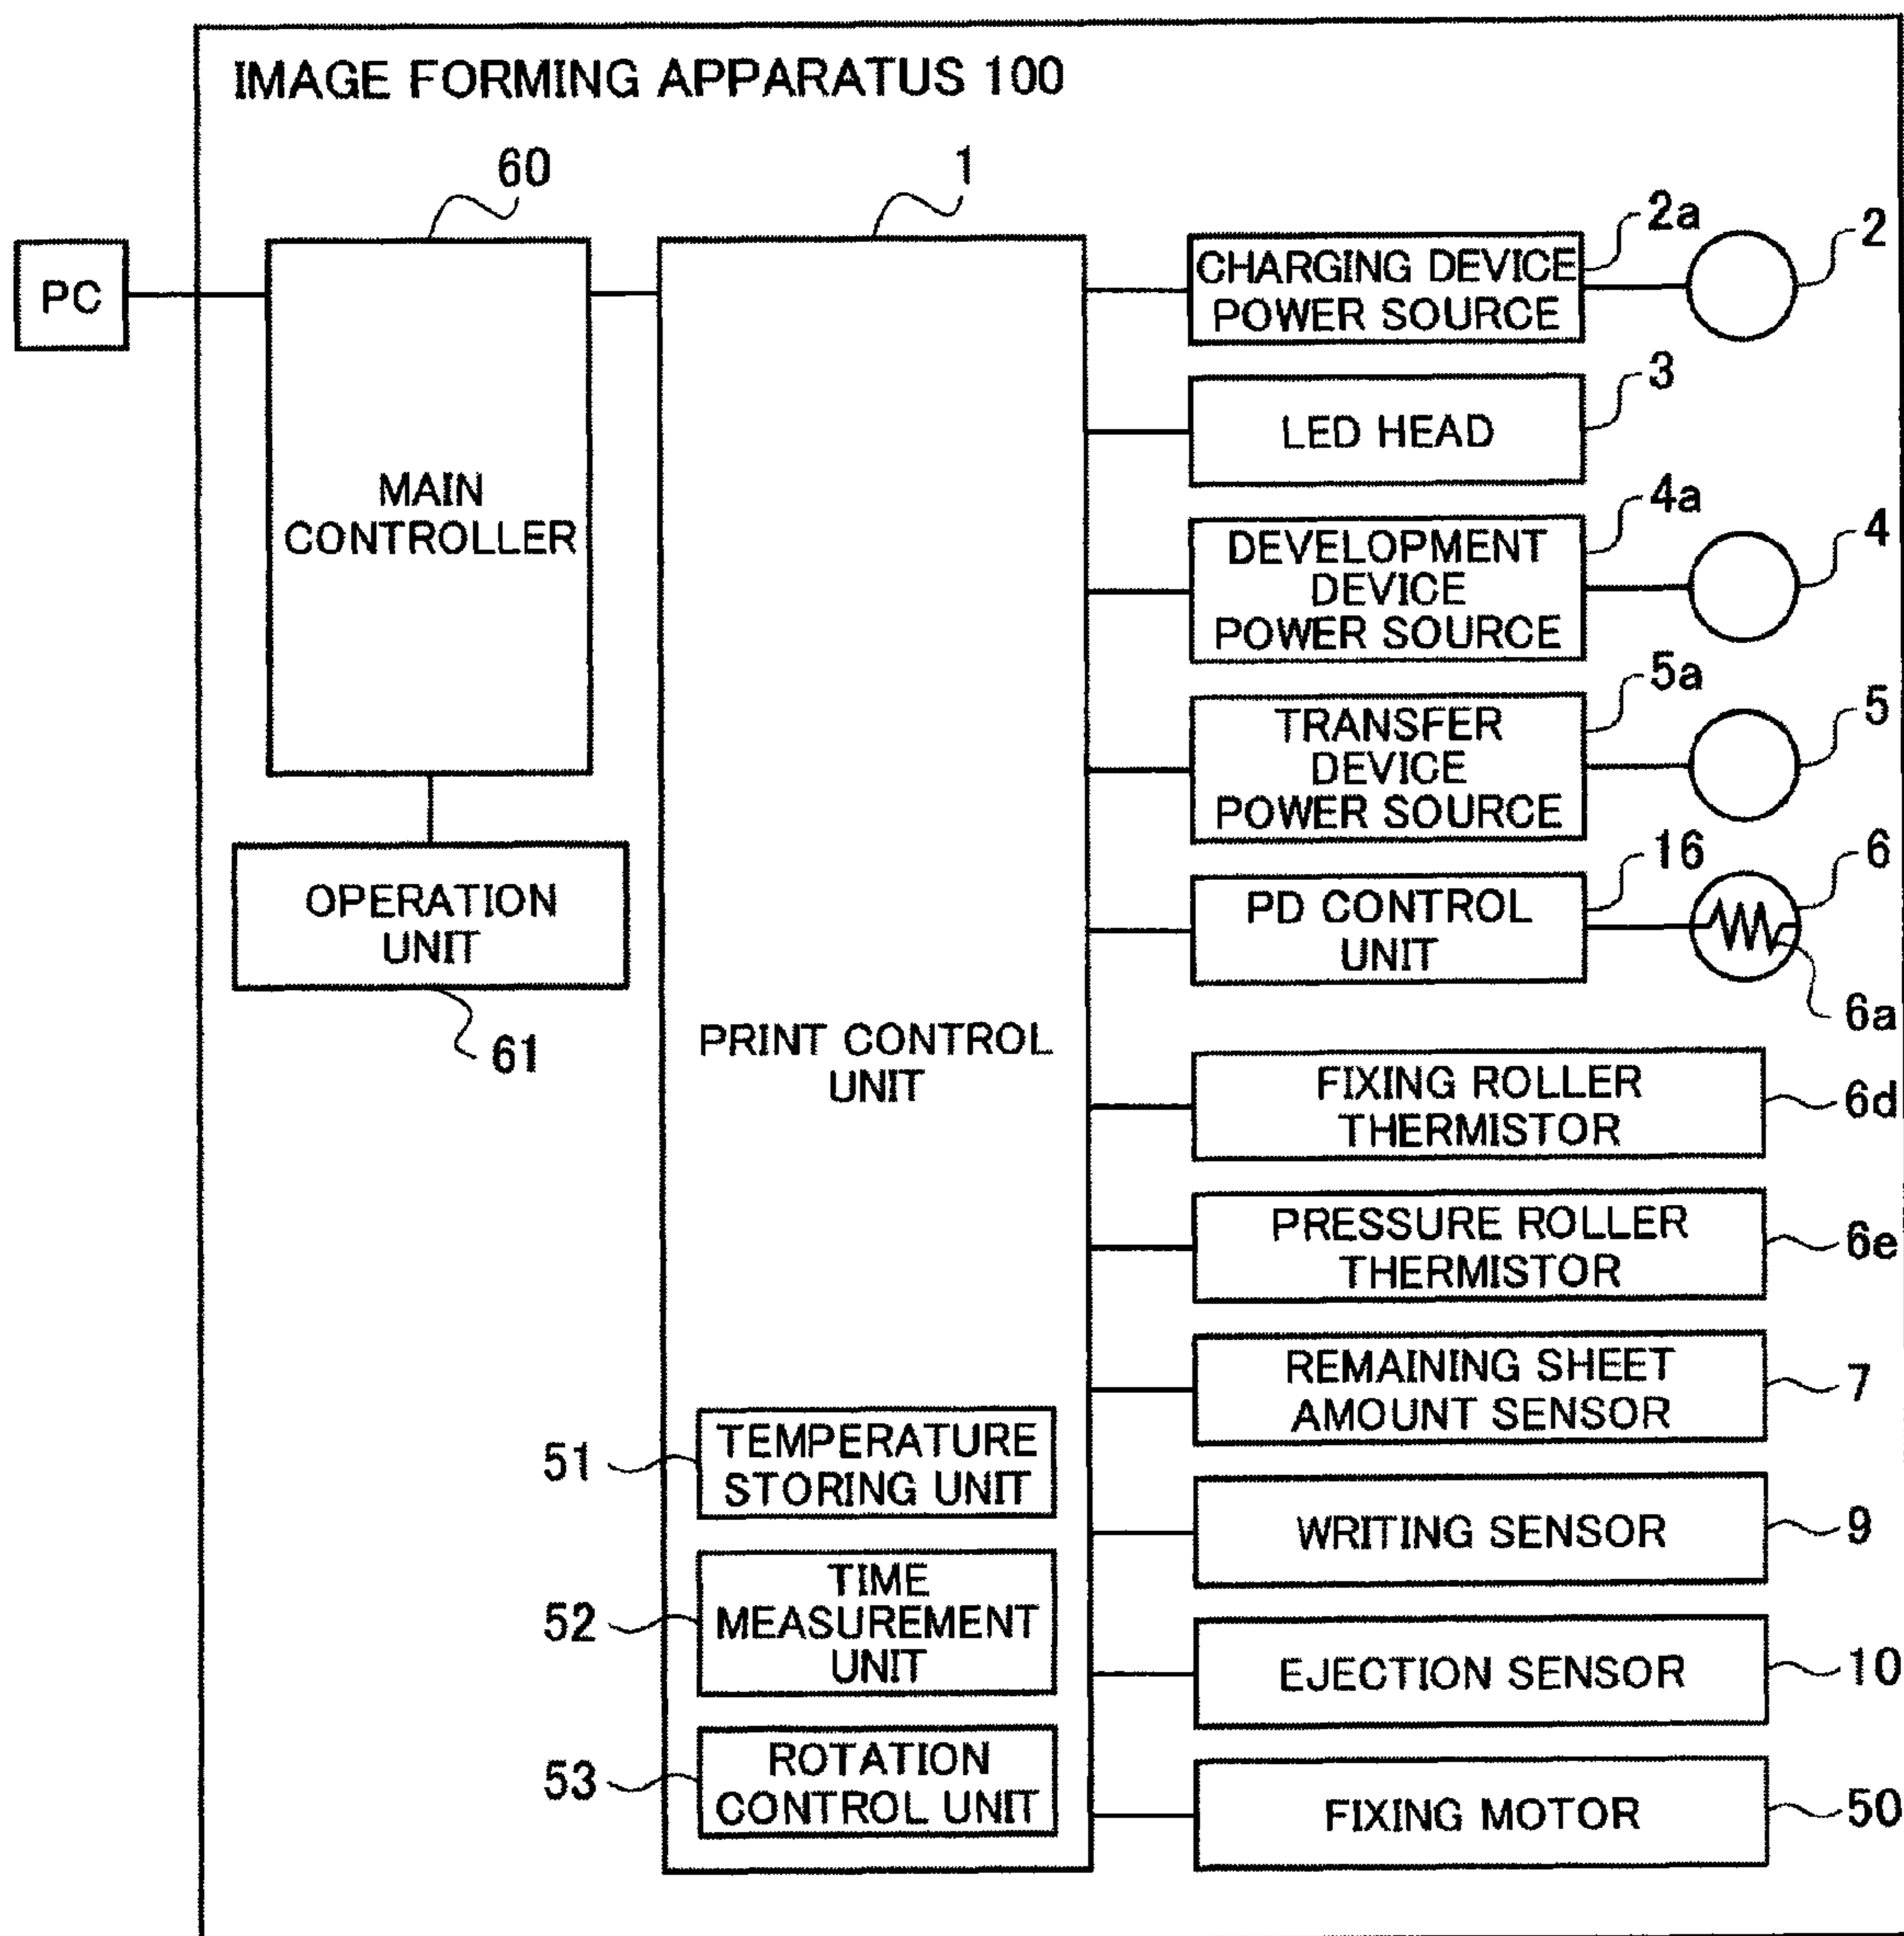 IMAGE FORMING APPARATUS 100
60
1
PC
MAIN
CONTROLLER
OPERATION
UNIT
61
PRINT CONTROL
UNIT
51
TEMPERATURE
STORING UNIT
52
TIME
MEASUREMENT
UNIT
53
ROTATION
CONTROL UNIT
2a
2
CHARGING DEVICE
POWER SOURCE
3
LED HEAD
4a
4
DEVELOPMENT
DEVICE
POWER SOURCE
5a
5
TRANSFER
DEVICE
POWER SOURCE
16
6
PD CONTROL
UNIT
6a
FIXING ROLLER
THERMISTOR
6d
PRESSURE ROLLER
THERMISTOR
6e
REMAINING SHEET
AMOUNT SENSOR
7
WRITING SENSOR
9
EJECTION SENSOR
10
FIXING MOTOR
50